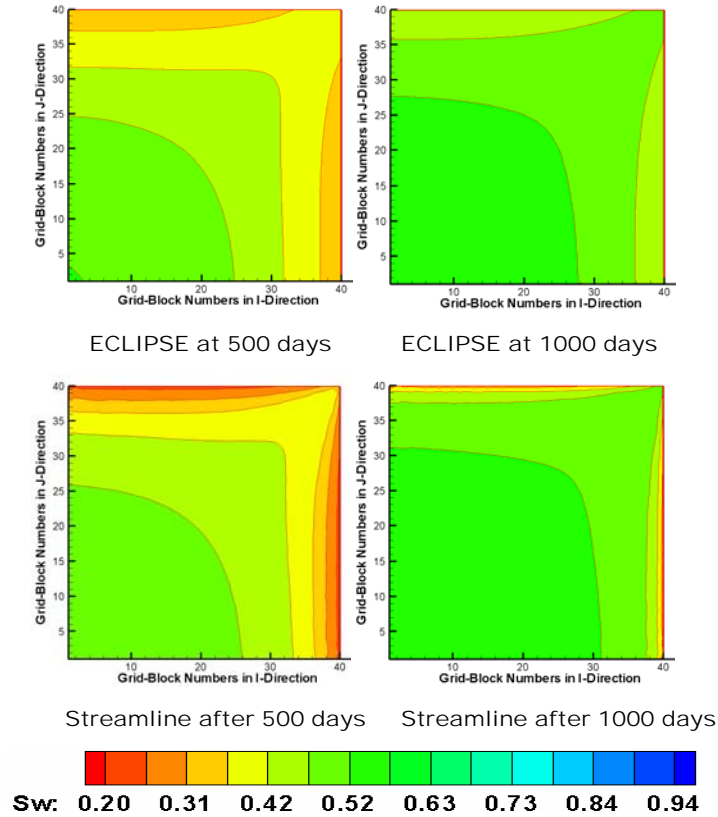 40
35
30
25
20
15
10
5
Grid-Block Numbers in J-Direction
10 20 30 40
Grid-Block Numbers in I-Direction
40
35
30
25
20
15
10
5
Grid-Block Numbers in J-Direction
10 20 30 40
Grid-Block Numbers in I-Direction
ECLIPSE at 500 days
ECLIPSE at 1000 days
40
35
30
25
20
15
10
5
Grid-Block Numbers in J-Direction
10 20 30 40
Grid-Block Numbers in I-Direction
40
35
30
25
20
15
10
5
Grid-Block Numbers in J-Direction
10 20 30 40
Grid-Block Numbers in I-Direction
Streamline after 500 days
Streamline after 1000 days
Sw: 0.20 0.31 0.42 0.52 0.63 0.73 0.84 0.94